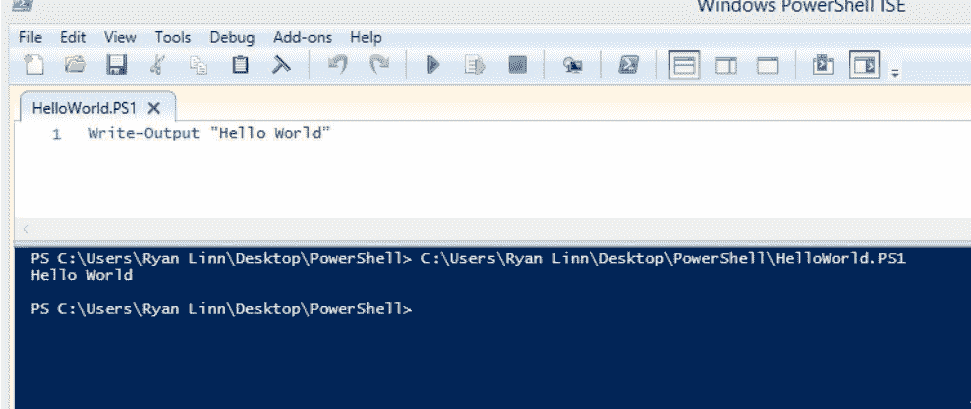 Windows PowerShell ISE
File Edit View Tools Debug Add-ons Help
HelloWorld.PS1
1 Write-Output "Hello World"
PS C:\Users\Ryan Linn\Desktop\PowerShell> C:\Users\Ryan Linn\Desktop\PowerShell\HelloWorld.PS1
Hello World
PS C:\Users\Ryan Linn\Desktop\PowerShell>